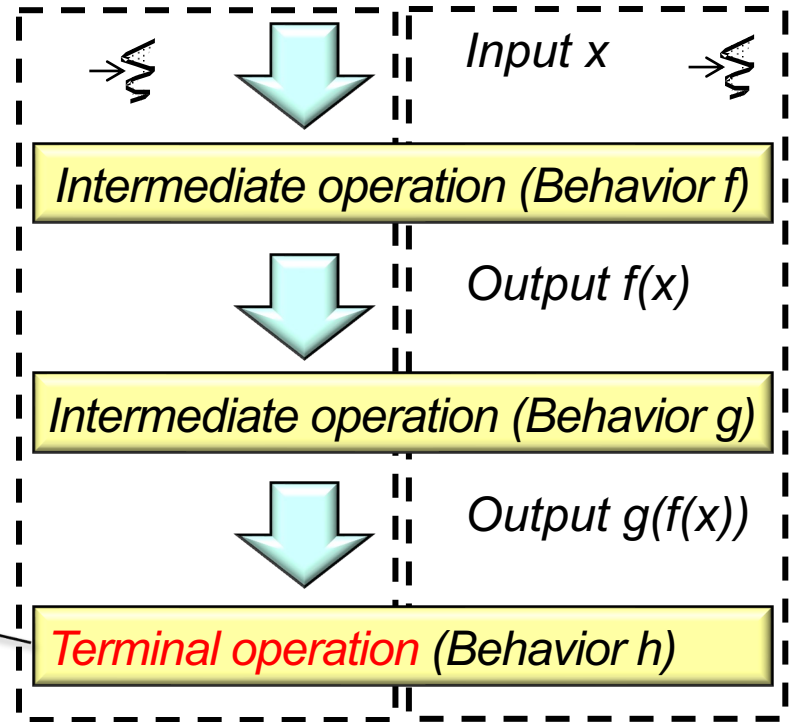 Input x
Intermediate operation (Behavior f)
Output f(x)
Intermediate operation (Behavior g)
Output g(f(x))
Terminal operation (Behavior h)